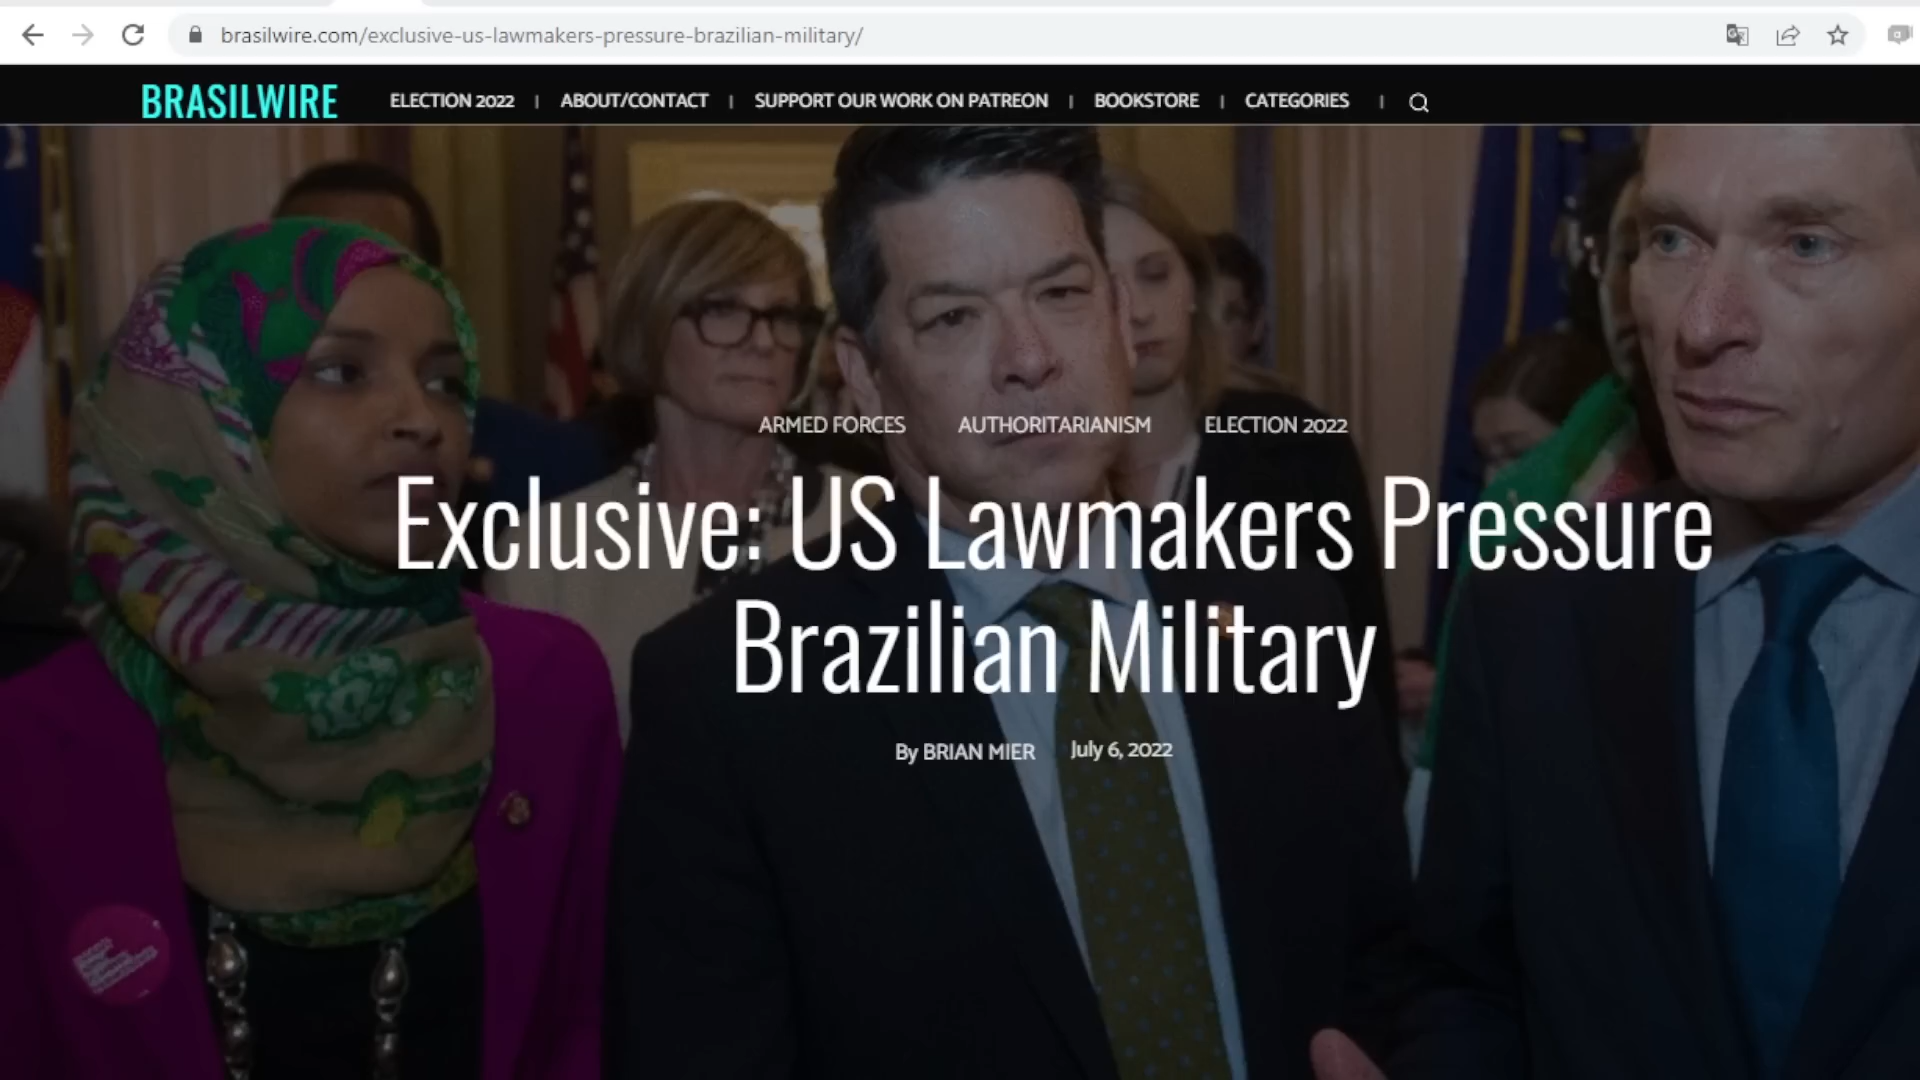 brasilwire.com/exclusive-us-lawmakers-pressure-brazilian-military/
BRASILWIRE ELECTION 2022 | ABOUT/CONTACT | SUPPORT OUR WORK ON PATREON | BOOKSTORE | CATEGORIES |
ARMED FORCES AUTHORITARIANISM ELECTION 2022
Exclusive: US Lawmakers Pressure
Brazilian Military
By BRIAN MIER July 6, 2022